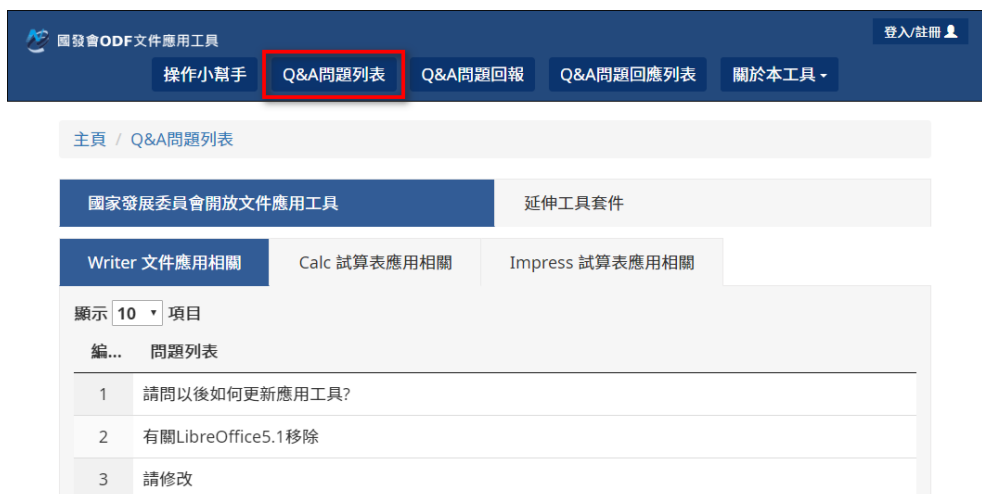 國發會ODF文件應用工具
登入/註冊
操作小幫手 Q&A問題列表 Q&A問題回報 Q&A問題回應列表 關於本工具
主頁 / Q&A問題列表
國家發展委員會開放文件應用工具 延伸工具套件
Writer 文件應用相關 Calc 試算表應用相關 Impress 試算表應用相關
顯示 10 項目
編... 問題列表
1 請問以後如何更新應用工具?
2 有關LibreOffice5.1移除
3 請修改